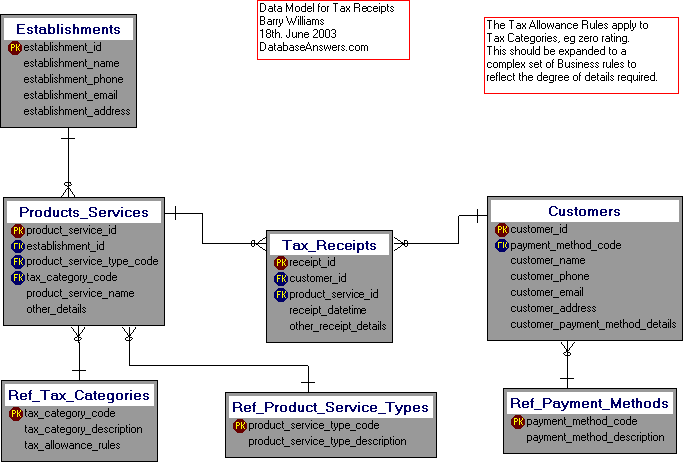 Establishments
PK establishment_id
establishment_name
establishment_phone
establishment_email
establishment_address
Data Model for Tax Receipts
Barry Williams
18th. June 2003
DatabaseAnswers.com
The Tax Allowance Rules apply to
Tax Categories, eg zero rating.
This should be expanded to a
complex set of Business rules to
reflect the degree of details required.
Products_Services
PK product_service_id
FK establishment_id
FK product_service_type_code
FK tax_category_code
product_service_name
other_details
Tax_Receipts
PK receipt_id
FK customer_id
FK product_service_id
receipt_datetime
other_receipt_details
Customers
PK customer_id
FK payment_method_code
customer_name
customer_phone
customer_email
customer_address
customer_payment_method_details
Ref_Tax_Categories
PK tax_category_code
tax_category_description
tax_allowance_rules
Ref_Product_Service_Types
PK product_service_type_code
product_service_type_description
Ref_Payment_Methods
PK payment_method_code
payment_method_description